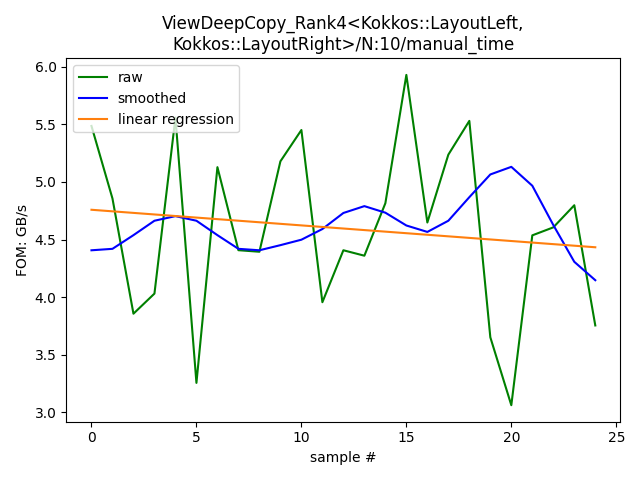 ViewDeepCopy_Rank4<Kokkos::LayoutLeft,
Kokkos::LayoutRight>/N:10/manual_time
raw
smoothed
linear regression
FOM: GB/s
6.0
5.5
5.0
4.5
4.0
3.5
3.0
0 5 10 15 20 25
sample #